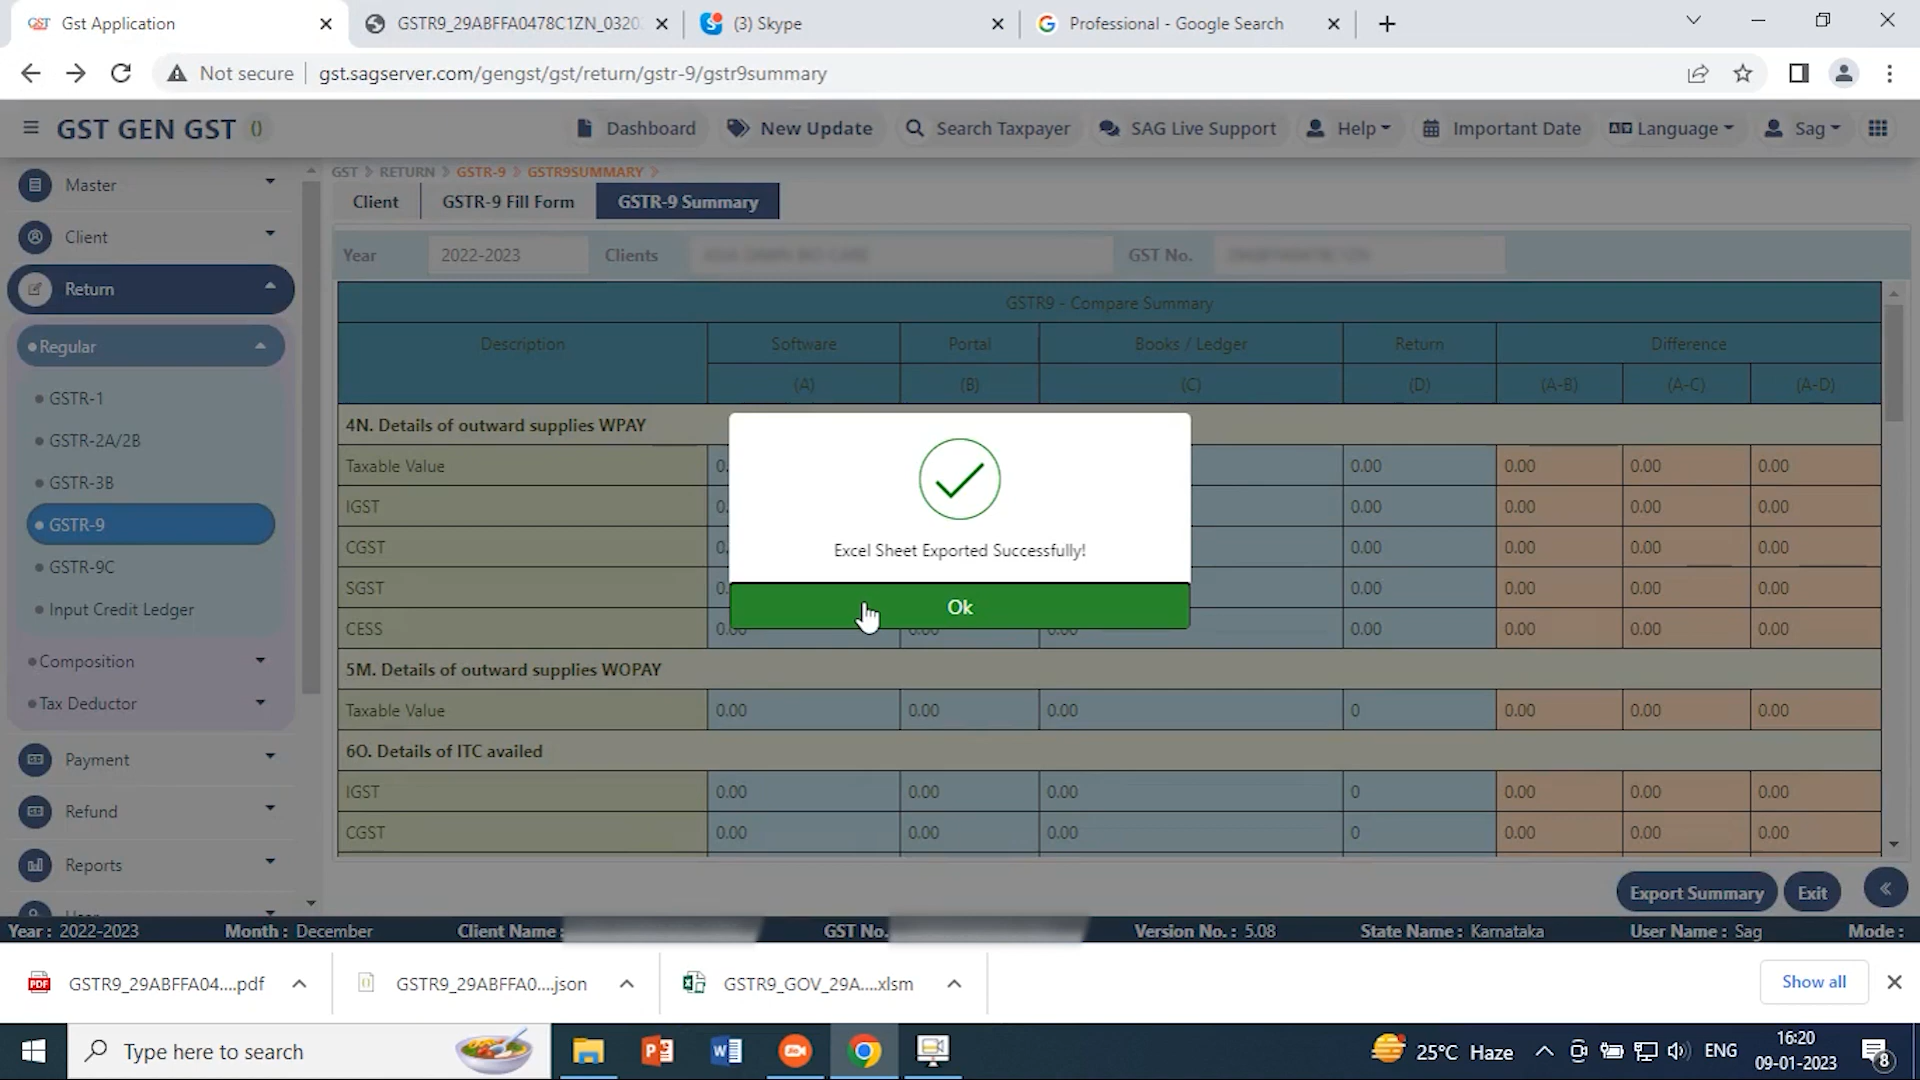 Gst Application
GSTR9_29ABFFA0478C1ZN_0320
(3) Skype
Professional - Google Search
Not secure
gst.sagserver.com/gengst/gst/return/gstr-9/gstr9summary
GST GEN GST
Dashboard
New Update
Search Taxpayer
SAG Live Support
Help
Important Date
Language
Sag
Master
Client
Return
Regular
GSTR-1
GSTR-2A/2B
GSTR-3B
GSTR-9
GSTR-9C
Input Credit Ledger
Composition
Tax Deductor
Payment
Refund
Reports
GST > RETURN > GSTR-9 > GSTR9SUMMARY >
Client
GSTR-9 Fill Form
GSTR-9 Summary
Year 2022-2023 Clients GST No.
GSTR9 - Compare Summary
Description Software Portal Books / Ledger Return Difference
(A) (B) (C) (D) (A-B) (A-C) (A-D)
4N. Details of outward supplies WPAY
Taxable Value 0.00 0.00 0.00 0.00
IGST 0.00 0.00 0.00 0.00
CGST 0.00 0.00 0.00 0.00
SGST 0.00 0.00 0.00 0.00
CESS 0.00 0.00 0.00 0.00 0.00 0.00 0.00
5M. Details of outward supplies WOPAY
Taxable Value 0.00 0.00 0.00 0 0.00 0.00 0.00
6O. Details of ITC availed
IGST 0.00 0.00 0.00 0 0.00 0.00 0.00
CGST 0.00 0.00 0.00 0 0.00 0.00 0.00
Excel Sheet Exported Successfully!
Ok
Export Summary
Exit
Year : 2022-2023 Month : December Client Name : GST No. Version No. : 5.08 State Name : Karnataka User Name : Sag Mode :
GSTR9_29ABFFA04....pdf
GSTR9_29ABFFA0....json
GSTR9_GOV_29A....xlsm
Show all
Type here to search
25°C Haze
ENG
16:20
09-01-2023
8